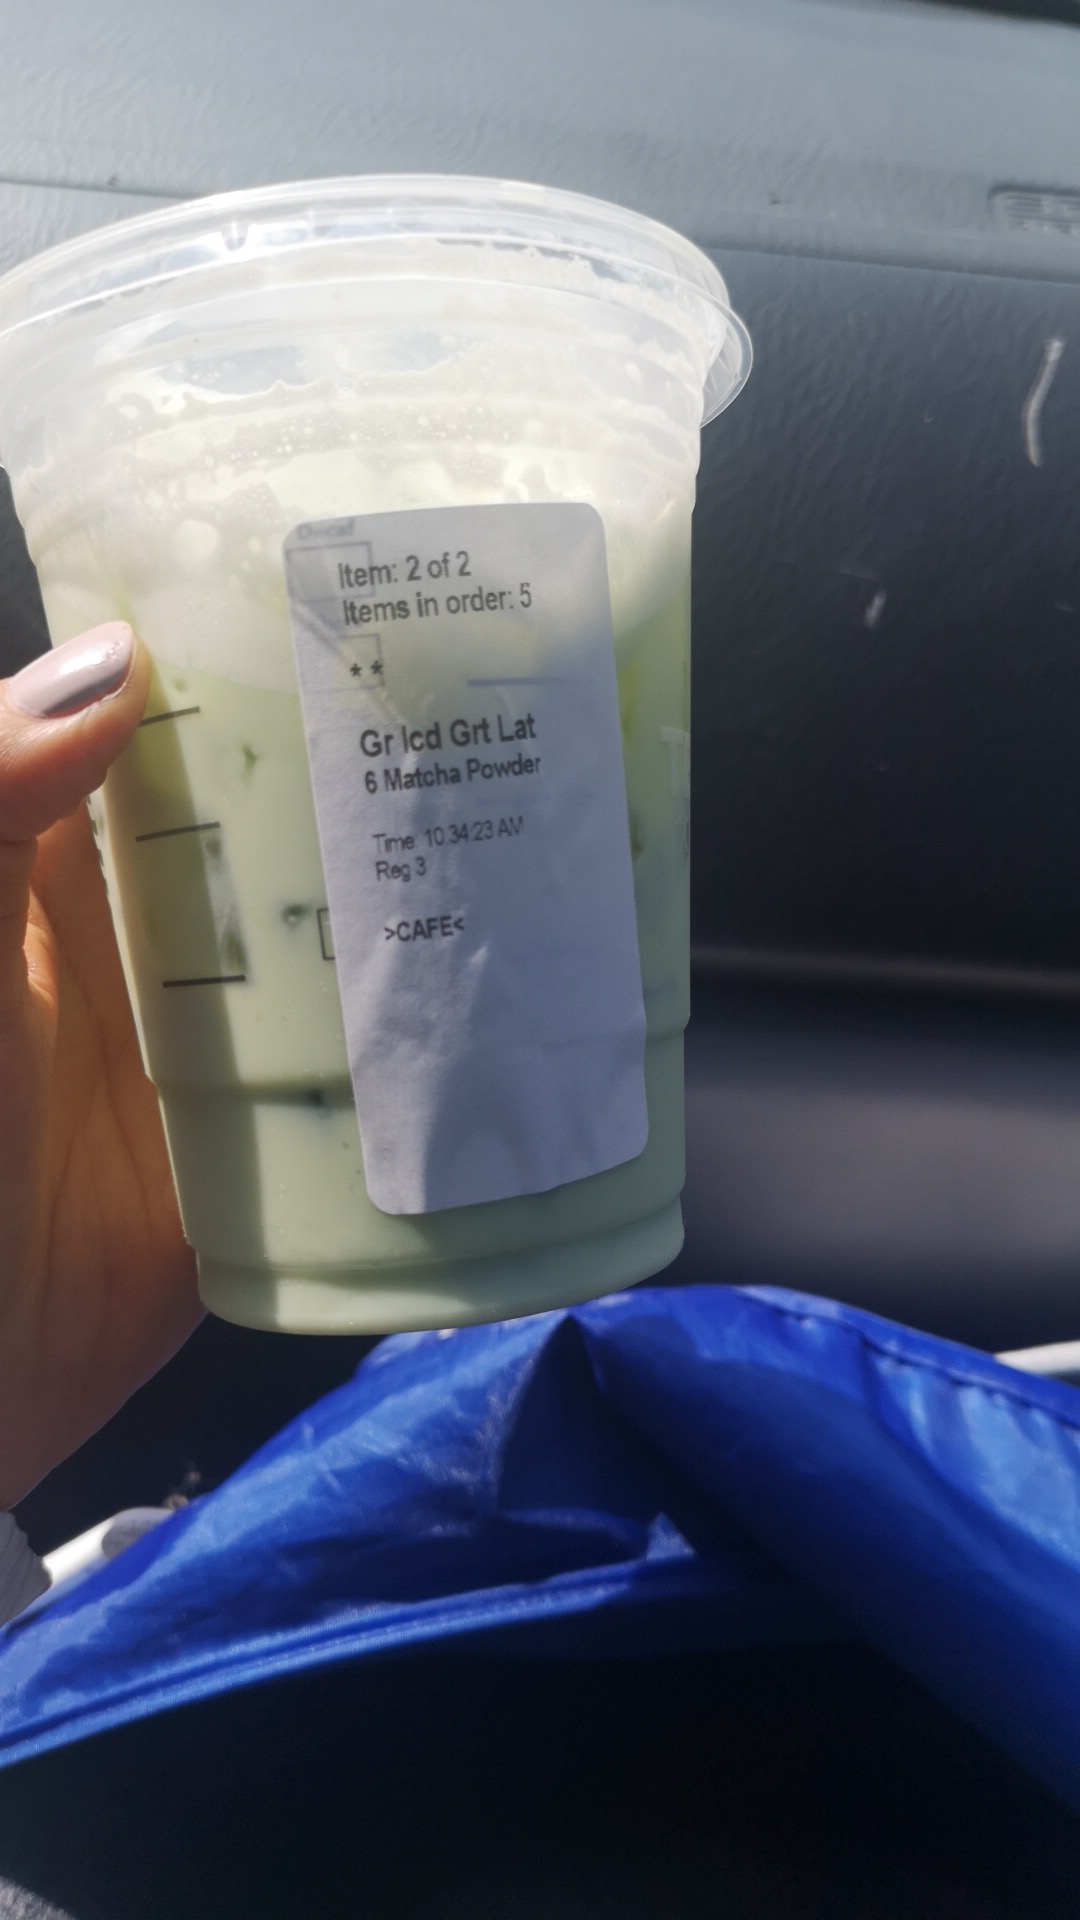 Decaf
Item: 2 of 2
Items in order: 5
**
Gr Icd Grt Lat
6 Matcha Powder
Time: 10:34:23 AM
Reg 3
>CAFE<